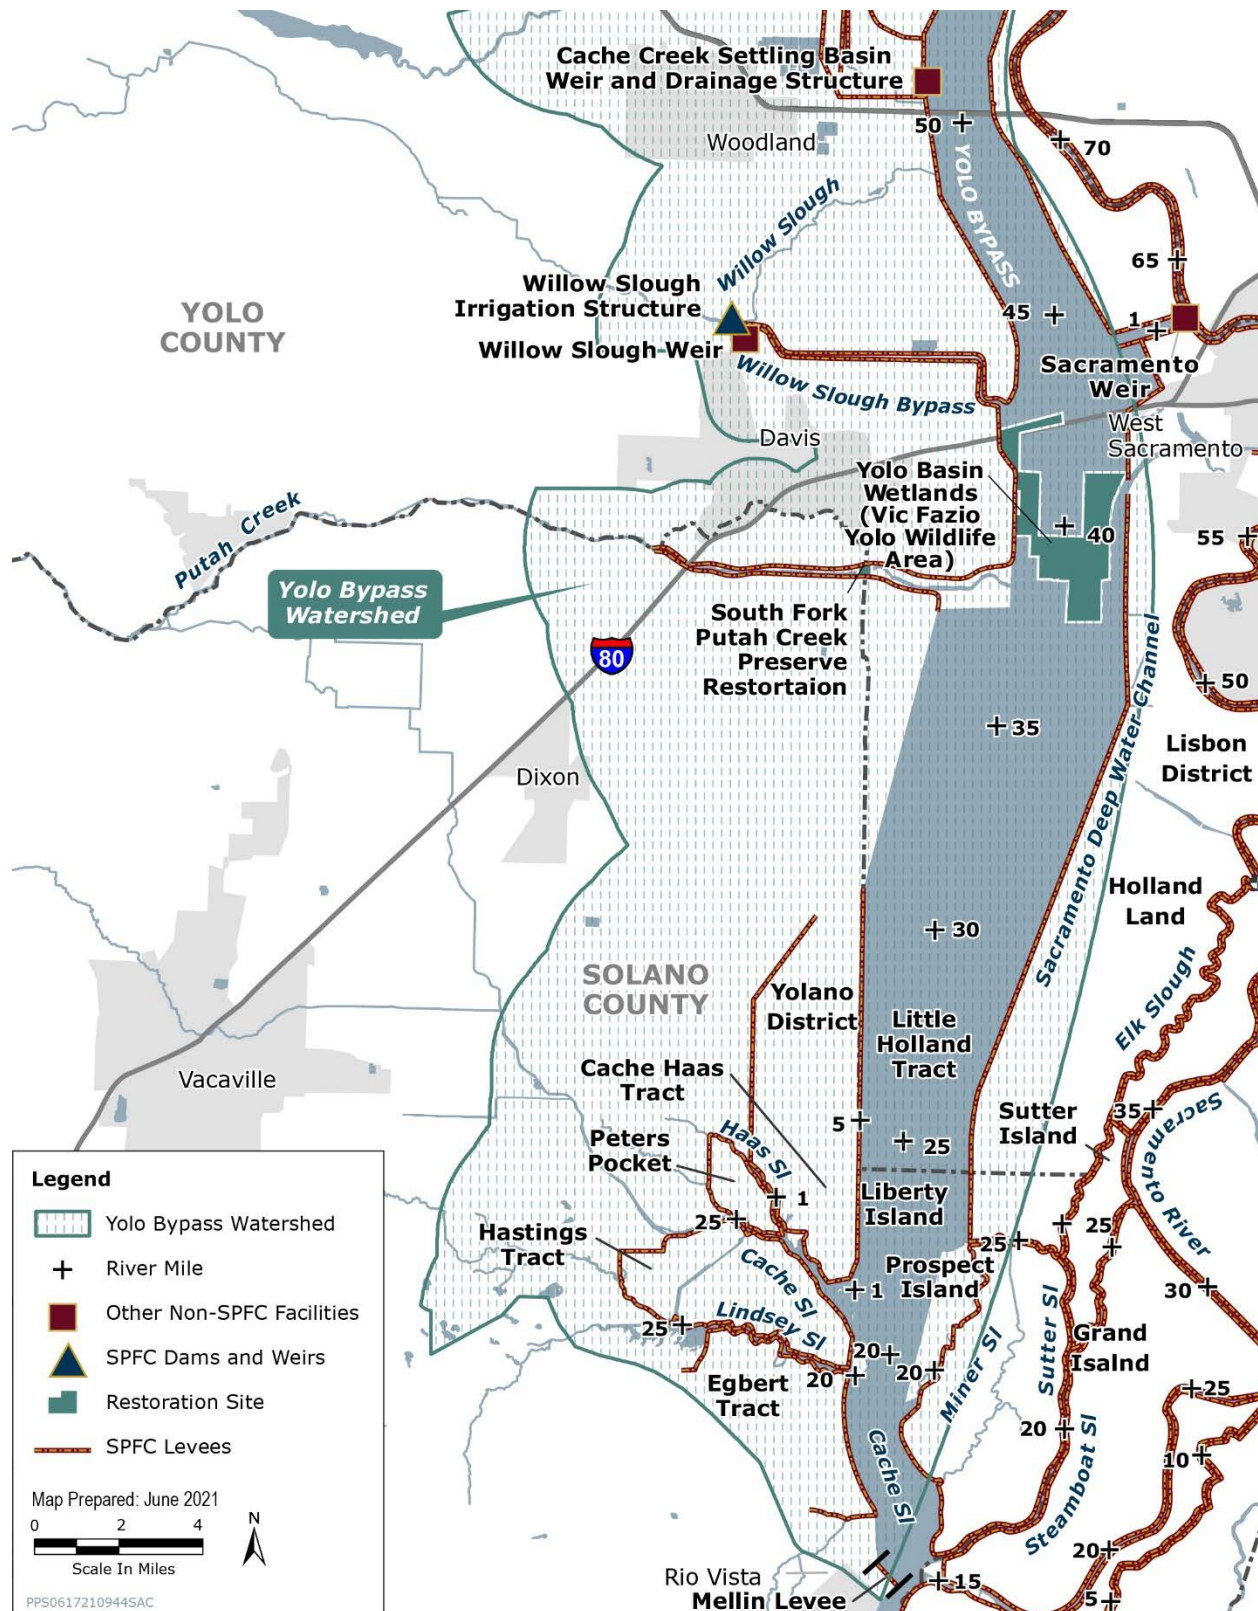 Cache Creek Settling Basin
Weir and Drainage Structure
50
Woodland
70
YOLO BYPASS
Willow Slough
65
Willow Slough
Irrigation Structure
YOLO
COUNTY
45
1
Willow Slough Weir
Sacramento
Weir
Willow Slough Bypass
West
Sacramento
Davis
Yolo Basin
Wetlands
(Vic Fazio
Yolo Wildlife
Area)
40
55
Putah Creek
Yolo Bypass
Watershed
South Fork
Putah Creek
Preserve
Restortaion
80
50
35
Sacramento Deep Water Channel
Lisbon
District
Dixon
Holland
Land
30
SOLANO
COUNTY
Yolano
District
Little
Holland
Tract
Elk Slough
Vacaville
Cache Haas
Tract
Sutter
Island
35
Sacramento River
5
25
Peters
Pocket
Haas Sl
1
Liberty
Island
25
Hastings
Tract
25
25
Cache Sl
Prospect
Island
1
30
Lindsey Sl
25
Sutter Sl
Grand
Isalnd
20
20
20
Miner Sl
Egbert
Tract
25
20
10
Cache Sl
Steamboat Sl
20
Rio Vista
Mellin Levee
15
5
Legend
Yolo Bypass Watershed
River Mile
Other Non-SPFC Facilities
SPFC Dams and Weirs
Restoration Site
SPFC Levees
Map Prepared: June 2021
0 2 4
N
Scale In Miles
PPS0617210944SAC